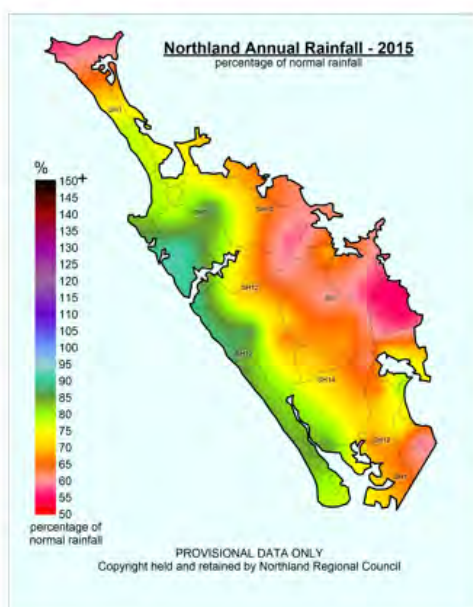 Northland Annual Rainfall - 2015
percentage of normal rainfall
%
150+
145
140
135
130
125
120
115
110
105
100
95
90
85
80
75
70
65
60
55
50
percentage of
normal rainfall
SH1
SH10
SH12
SH12
SH14
SH12
SH1
PROVISIONAL DATA ONLY
Copyright held and retained by Northland Regional Council